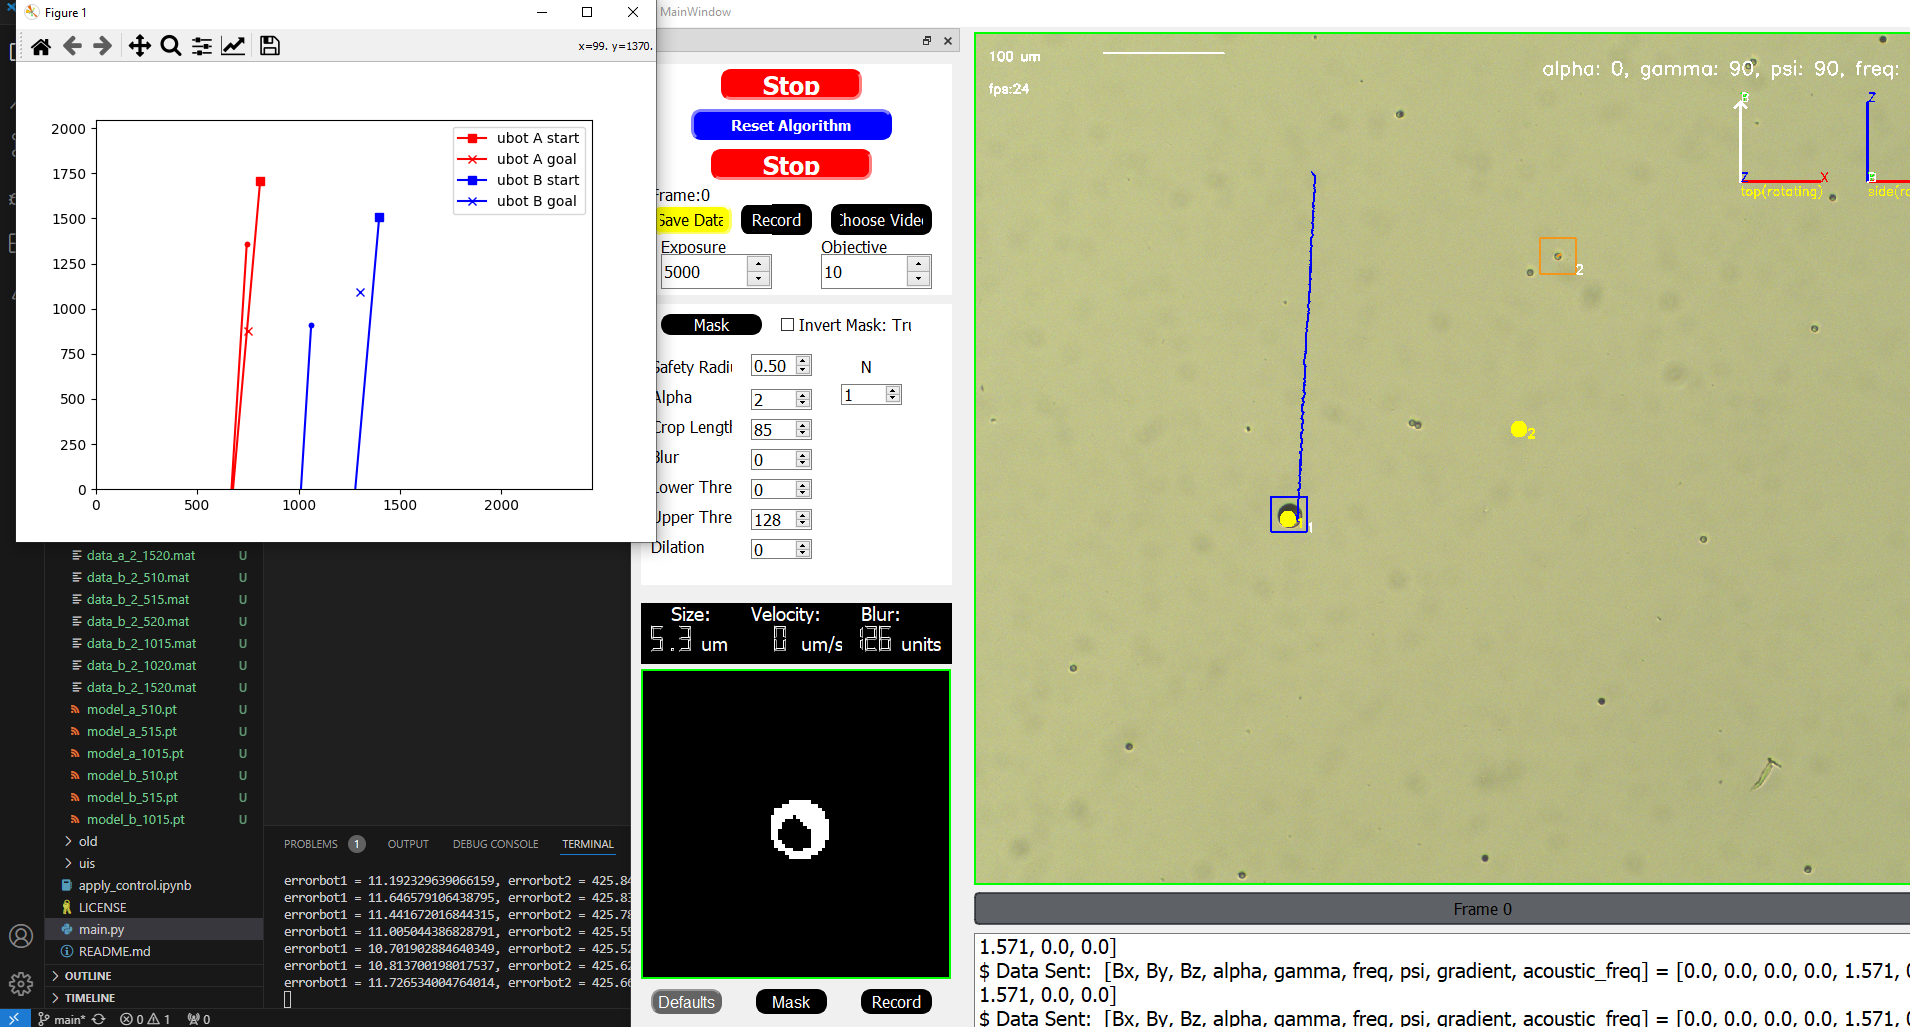 Figure 1
x=99. y=1370.
2000
1750
1500
1250
1000
750
500
250
0
0
500
1000
1500
2000
ubot A start
ubot A goal
ubot B start
ubot B goal
data_a_2_1520.mat U
data_b_2_510.mat U
data_b_2_515.mat U
data_b_2_520.mat U
data_b_2_1015.mat U
data_b_2_1020.mat U
data_b_2_1520.mat U
model_a_510.pt U
model_a_515.pt U
model_a_1015.pt U
model_b_510.pt U
model_b_515.pt U
model_b_1015.pt U
old
uis
apply_control.ipynb
LICENSE
main.py
README.md
OUTLINE
TIMELINE
main* 0 1 0
PROBLEMS 1 OUTPUT DEBUG CONSOLE TERMINAL
errorbot1 = 11.192329639066159, errorbot2 = 425.84
errorbot1 = 11.646579106438795, errorbot2 = 425.83
errorbot1 = 11.441672016844315, errorbot2 = 425.78
errorbot1 = 11.005044386828791, errorbot2 = 425.55
errorbot1 = 10.701902884640349, errorbot2 = 425.52
errorbot1 = 10.813700198017537, errorbot2 = 425.62
errorbot1 = 11.726534004764014, errorbot2 = 425.66
MainWindow
Stop
Reset Algorithm
Stop
Frame:0
Save Data Record Choose Video
Exposure Objective
5000 10
Mask Invert Mask: Tru
Safety Radiu 0.50 N
Alpha 2 1
Crop Length 85
Blur 0
Lower Thre 0
Upper Thre 128
Dilation 0
Size: Velocity: Blur:
5.3 um 0 um/s 126 units
Defaults Mask Record
100 um
fps:24
alpha: 0, gamma: 90, psi: 90, freq:
B
Z X
top(rotating)
Z
B
side(ro
2
2
1
Frame 0
1.571, 0.0, 0.0]
$ Data Sent: [Bx, By, Bz, alpha, gamma, freq, psi, gradient, acoustic_freq] = [0.0, 0.0, 0.0, 0.0, 1.571, 0
1.571, 0.0, 0.0]
$ Data Sent: [Bx, By, Bz, alpha, gamma, freq, psi, gradient, acoustic_freq] = [0.0, 0.0, 0.0, 0.0, 1.571, 0